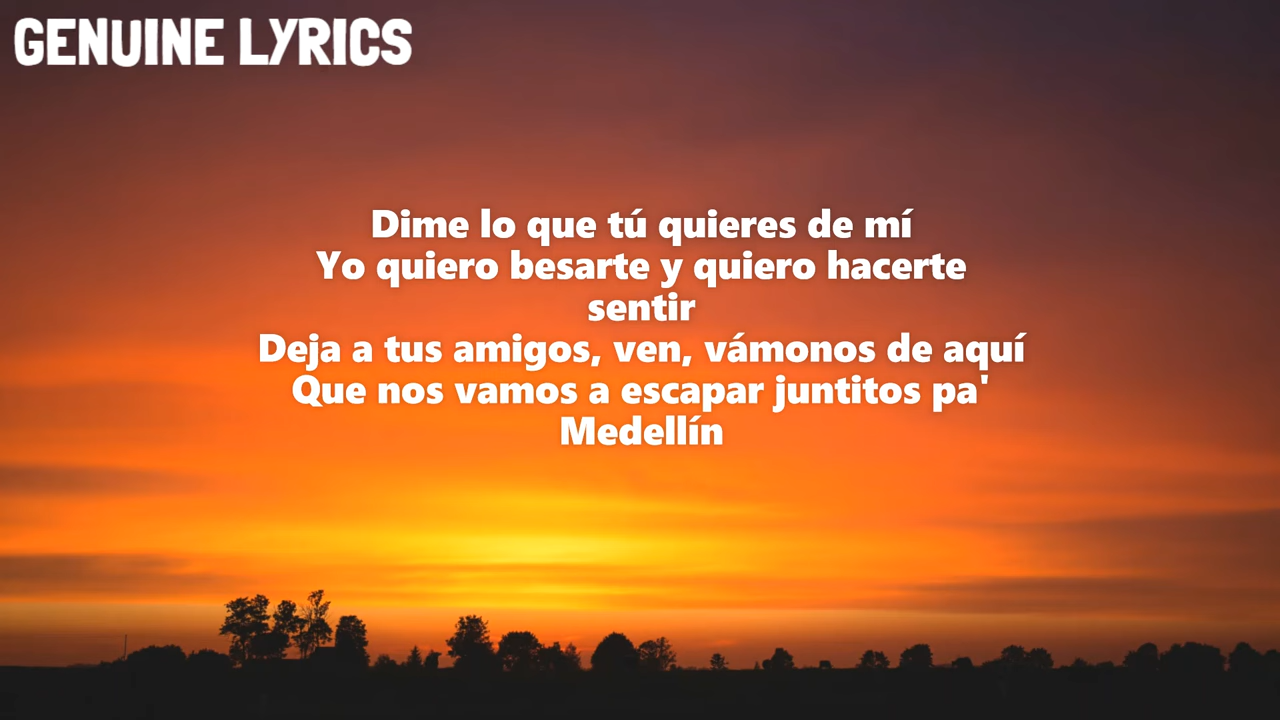 GENUINE LYRICS
Dime lo que tú quieres de mí
Yo quiero besarte y quiero hacerte
sentir
Deja a tus amigos, ven, vámonos de aquí
Que nos vamos a escapar juntitos pa'
Medellín